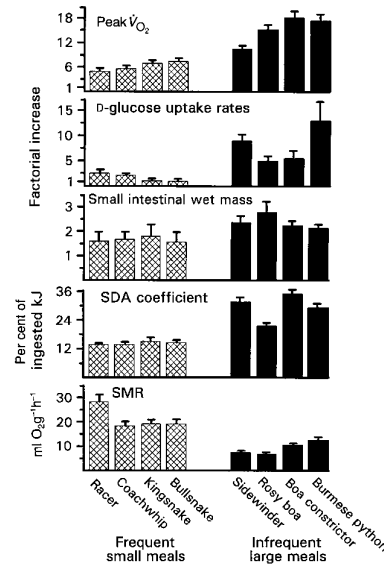 Peak V̇O2
18
12
6
1
D-glucose uptake rates
15
10
5
1
Factorial increase
Small intestinal wet mass
3
2
1
SDA coefficient
36
24
12
Per cent of
ingested kJ
SMR
30
20
10
ml O2g-1h-1
Racer
Coachwhip
Kingsnake
Bullsnake
Sidewinder
Rosy boa
Boa constrictor
Burmese python
Frequent
small meals
Infrequent
large meals